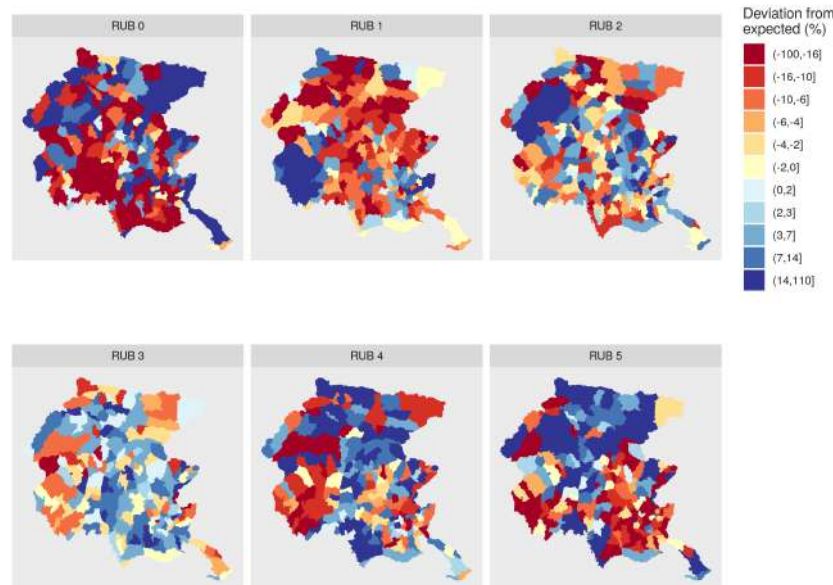 RUB 0
RUB 1
RUB 2
Deviation from
expected (%)
(-100,-16]
(-16,-10]
(-10,-6]
(-6,-4]
(-4,-2]
(-2,0]
(0,2]
(2,3]
(3,7]
(7,14]
(14,110]
RUB 3
RUB 4
RUB 5